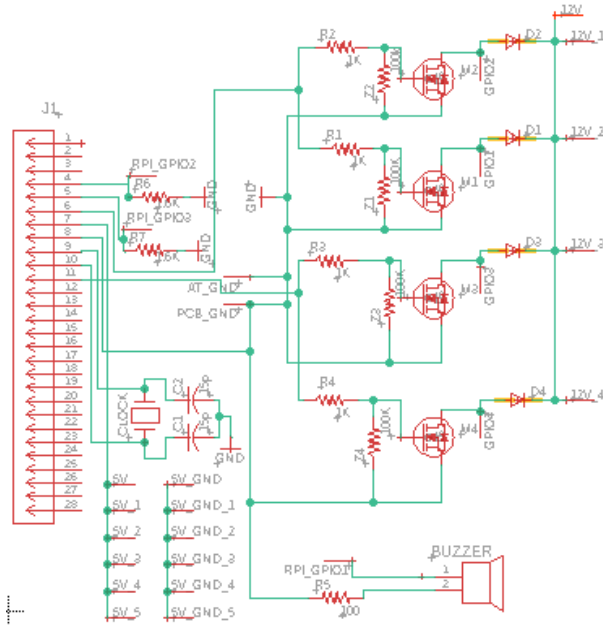 12V
R2
1K
100K
Z2
M2
GPIO2
D2
12V_1
J1
1
2
3
4
5
6
7
8
9
10
11
12
13
14
15
16
17
18
19
20
21
22
23
24
25
26
27
28
RPI_GPIO2
R6
GND
RPI_GPIO3
R7
GND
GND
R1
1K
100K
Z1
M1
GPIO1
D1
12V_2
AT_GND
PCB_GND
R3
1K
100K
Z3
M3
GPIO3
D3
12V_3
R4
1K
100K
Z4
M4
GPIO4
D4
12V_4
CLOCK
C2
15p
C1
15p
GND
5V
5V_GND
5V_1
5V_GND_1
5V_2
5V_GND_2
5V_3
5V_GND_3
5V_4
5V_GND_4
5V_5
5V_GND_5
BUZZER
RPI_GPIO1
1
2
R5
100